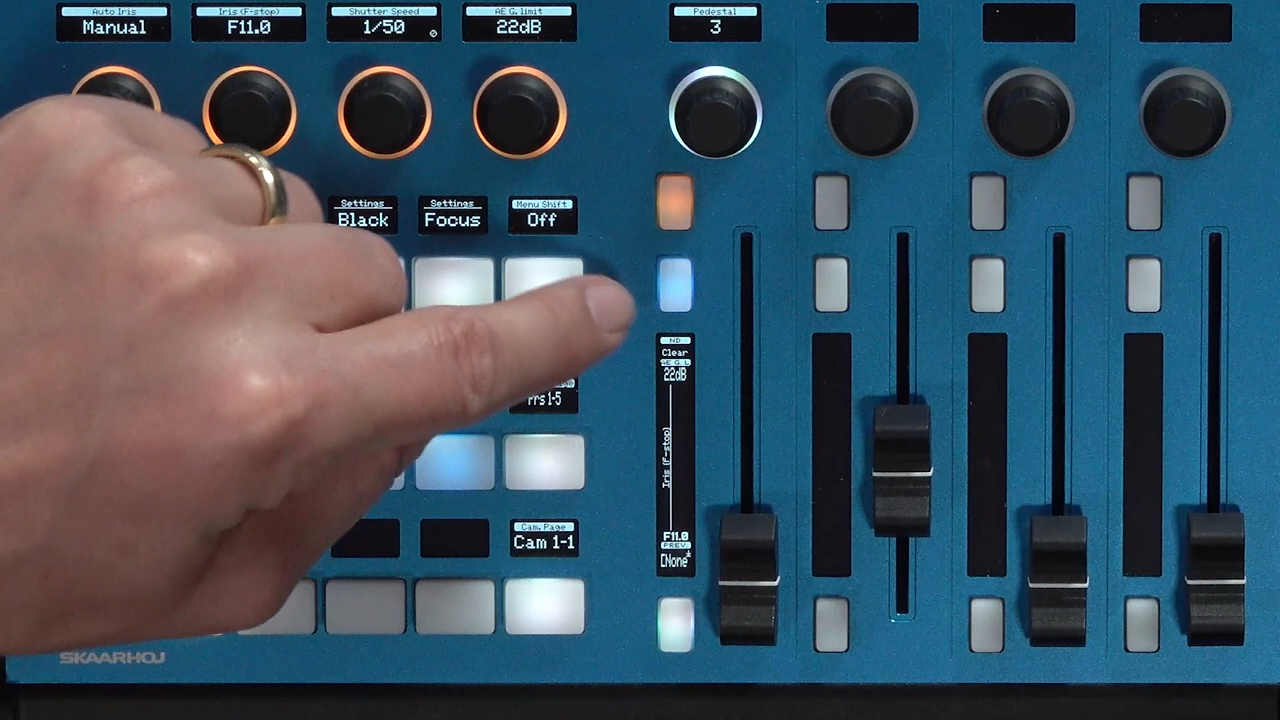 Auto Iris
Manual
Iris (F-stop)
F11.0
Shutter Speed
1/50
AE G.limit
22dB
Pedestal
3
Settings
Black
Settings
Focus
Menu Shift
Off
Prs 1-5
ND
Clear
AE G L
22dB
Iris (F-stop)
F11.0
PREV.
[None*
Cam. Page
Cam 1-1
SKAARHOJ